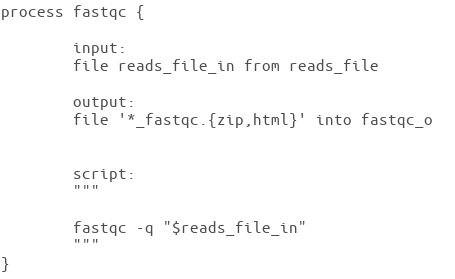 process fastqc {
        input:
        file reads_file_in from reads_file
        output:
        file '*_fastqc.{zip,html}' into fastqc_o
        script:
        """
        fastqc -q "$reads_file_in"
        """
}